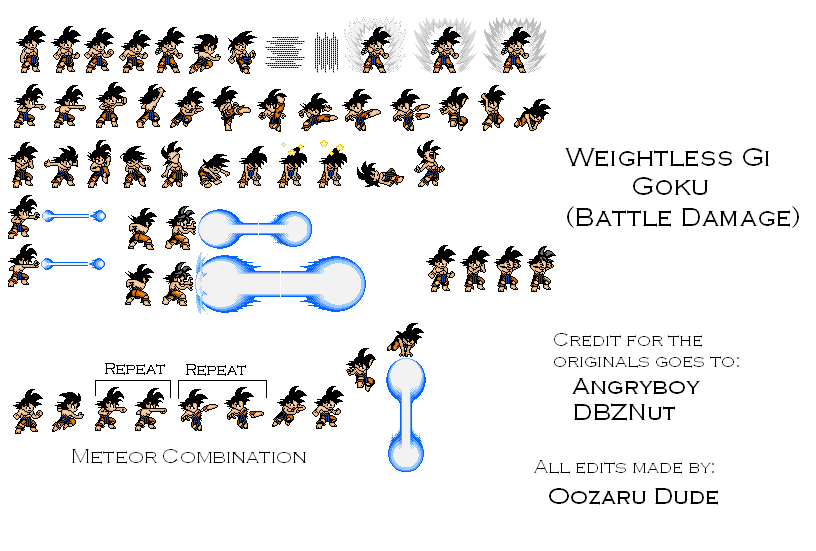 Weightless Gi
Goku
(Battle Damage)
Credit for the
originals goes to:
Angryboy
DBZNut
Repeat
Repeat
Meteor Combination
All edits made by:
Oozaru Dude